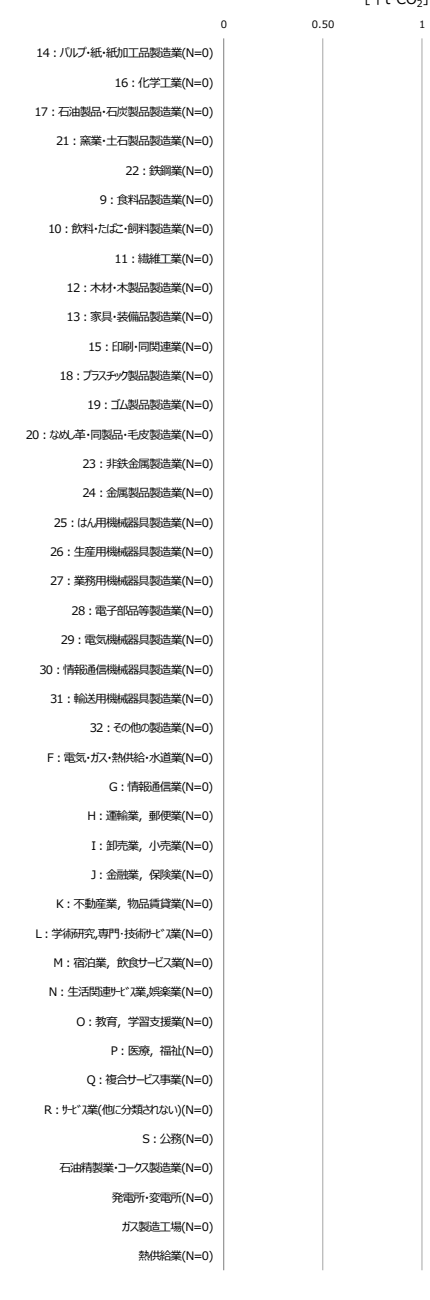 0 0.50 1
14：パルプ・紙・紙加工品製造業(N=0)
16：化学工業(N=0)
17：石油製品・石炭製品製造業(N=0)
21：窯業・土石製品製造業(N=0)
22：鉄鋼業(N=0)
9：食料品製造業(N=0)
10：飲料・たばこ・飼料製造業(N=0)
11：繊維工業(N=0)
12：木材・木製品製造業(N=0)
13：家具・装備品製造業(N=0)
15：印刷・同関連業(N=0)
18：プラスチック製品製造業(N=0)
19：ゴム製品製造業(N=0)
20：なめし革・同製品・毛皮製造業(N=0)
23：非鉄金属製造業(N=0)
24：金属製品製造業(N=0)
25：はん用機械器具製造業(N=0)
26：生産用機械器具製造業(N=0)
27：業務用機械器具製造業(N=0)
28：電子部品等製造業(N=0)
29：電気機械器具製造業(N=0)
30：情報通信機械器具製造業(N=0)
31：輸送用機械器具製造業(N=0)
32：その他の製造業(N=0)
F：電気・ガス・熱供給・水道業(N=0)
G：情報通信業(N=0)
H：運輸業，郵便業(N=0)
I：卸売業，小売業(N=0)
J：金融業，保険業(N=0)
K：不動産業，物品賃貸業(N=0)
L：学術研究,専門・技術ｻｰﾋﾞｽ業(N=0)
M：宿泊業，飲食サービス業(N=0)
N：生活関連ｻｰﾋﾞｽ業,娯楽業(N=0)
O：教育，学習支援業(N=0)
P：医療，福祉(N=0)
Q：複合サービス事業(N=0)
R：ｻｰﾋﾞｽ業(他に分類されない)(N=0)
S：公務(N=0)
石油精製業・コークス製造業(N=0)
発電所・変電所(N=0)
ガス製造工場(N=0)
熱供給業(N=0)